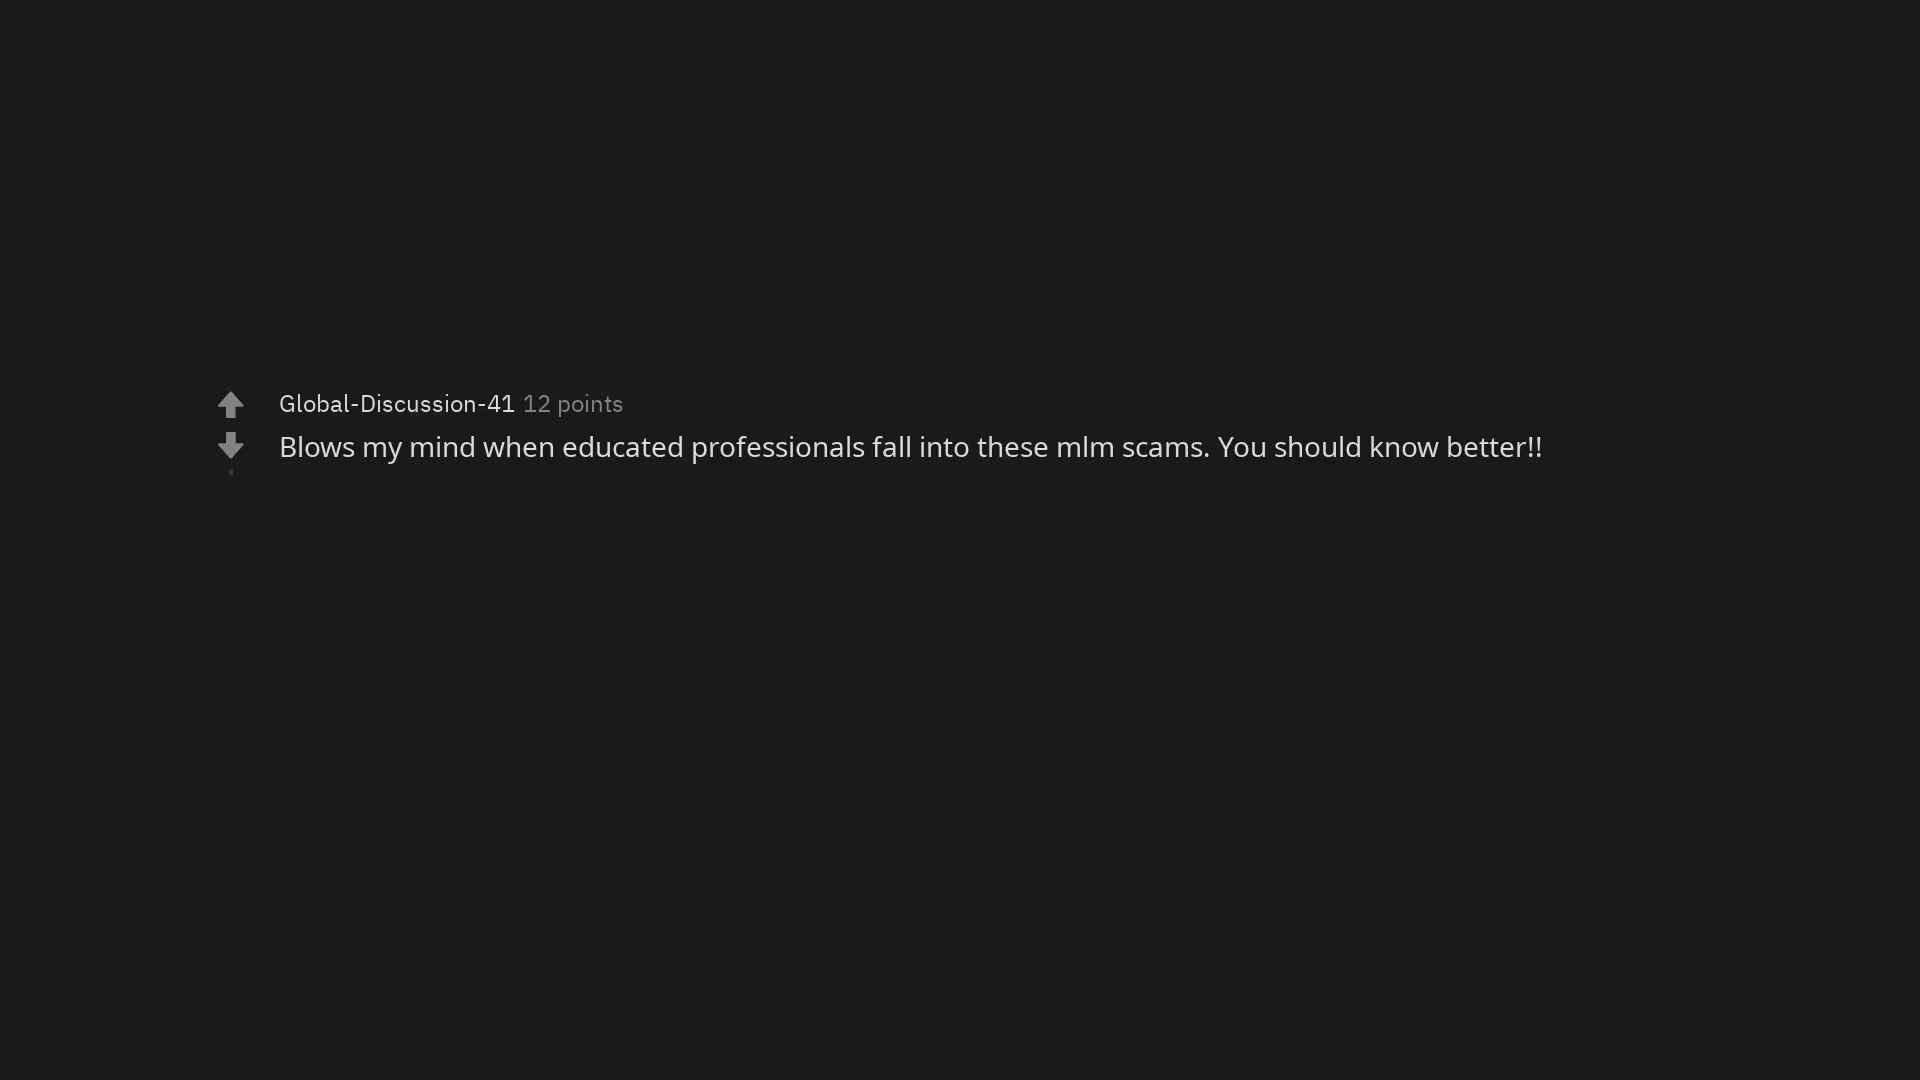 Global-Discussion-41 12 points
Blows my mind when educated professionals fall into these mlm scams. You should know better!!